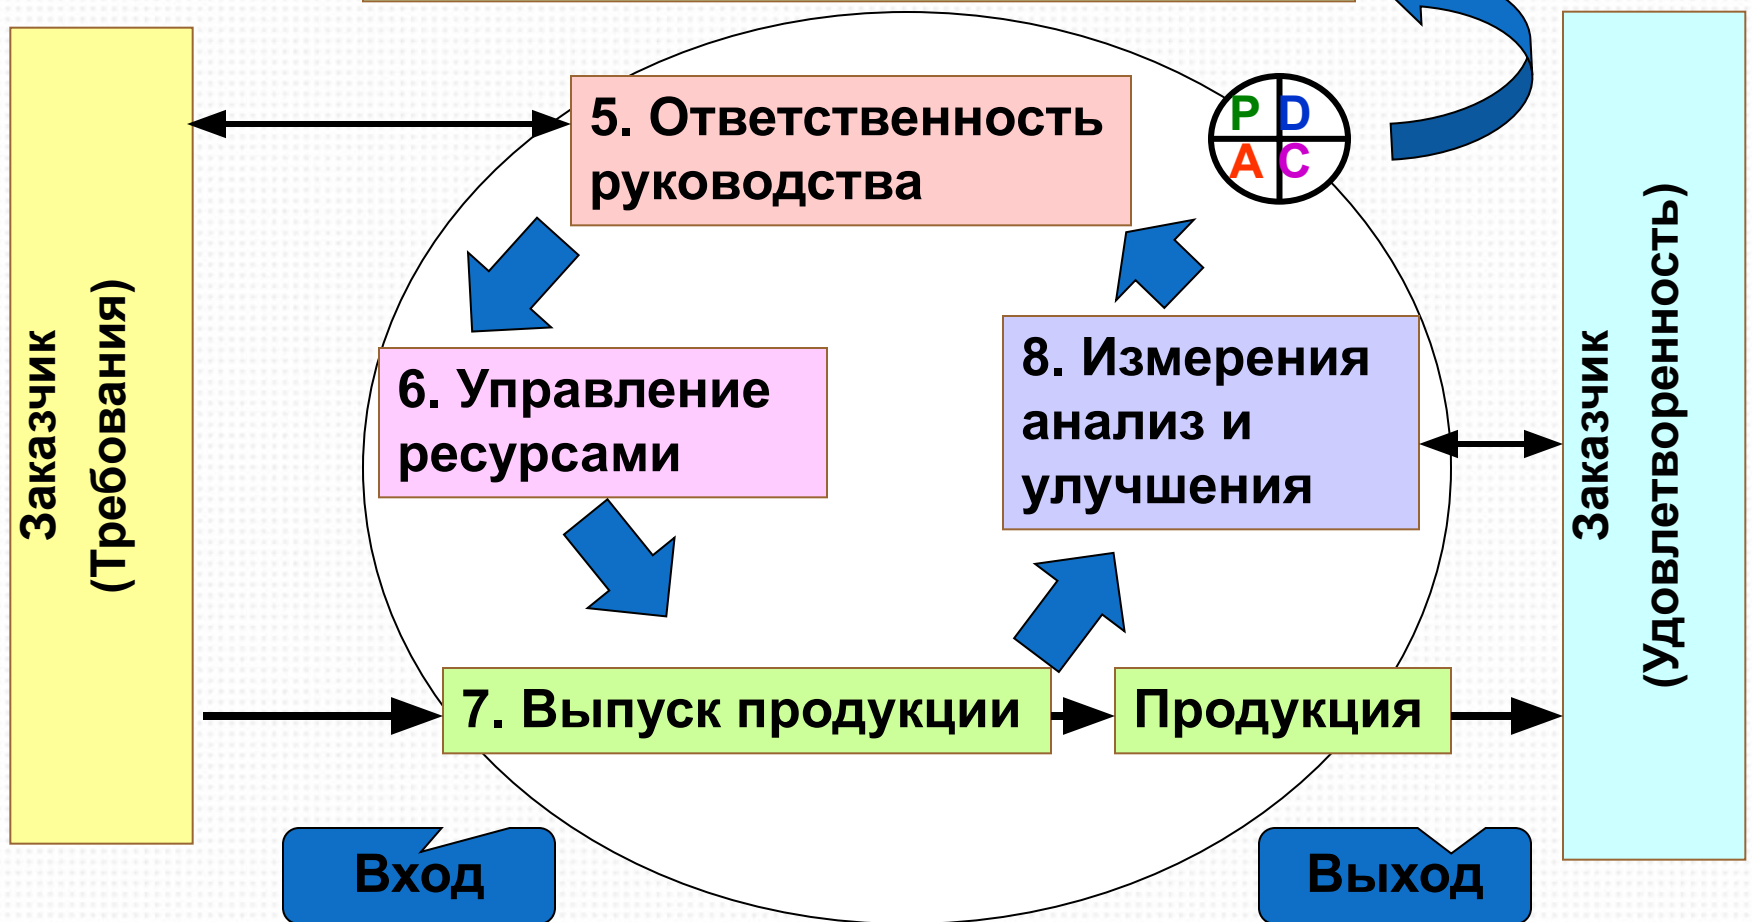 Заказчик
(Требования)
5. Ответственность
руководства
P D
A C
6. Управление
ресурсами
8. Измерения
анализ и
улучшения
7. Выпуск продукции
Продукция
Заказчик
(Удовлетворенность)
Вход
Выход